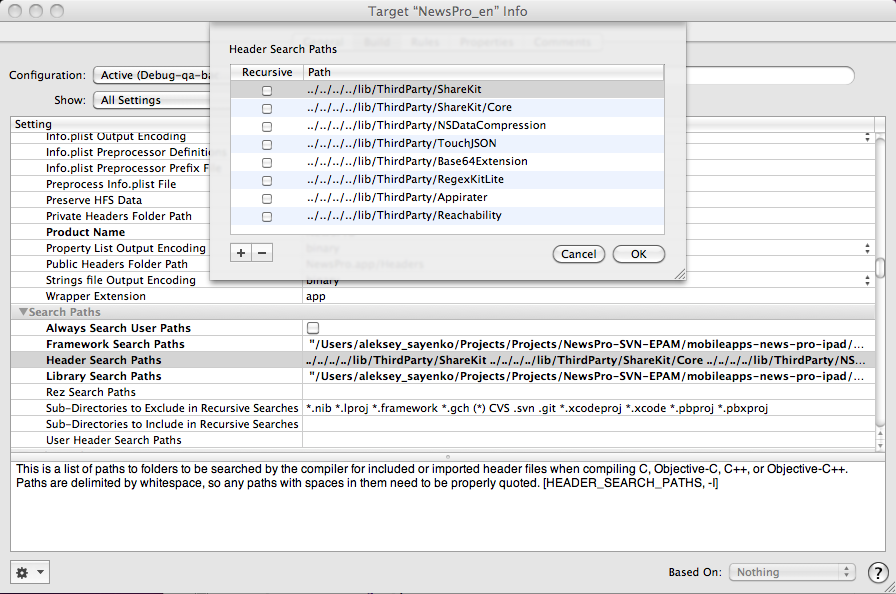 Target “NewsPro_en” Info
General Build Rules Properties Comments
Header Search Paths
Recursive Path
../../../../lib/ThirdParty/ShareKit
../../../../lib/ThirdParty/ShareKit/Core
../../../../lib/ThirdParty/NSDataCompression
../../../../lib/ThirdParty/TouchJSON
../../../../lib/ThirdParty/Base64Extension
../../../../lib/ThirdParty/RegexKitLite
../../../../lib/ThirdParty/Appirater
../../../../lib/ThirdParty/Reachability
Cancel OK
Configuration: Active (Debug-qa-ba
Show: All Settings
Setting
Info.plist Output Encoding
Info.plist Preprocessor Definitions
Info.plist Preprocessor Prefix F
Preprocess Info.plist File
Preserve HFS Data
Private Headers Folder Path
Product Name
Property List Output Encoding binary
Public Headers Folder Path NewsPro.app/Headers
Strings file Output Encoding binary
Wrapper Extension app
Search Paths
Always Search User Paths
Framework Search Paths "/Users/aleksey_sayenko/Projects/Projects/NewsPro-SVN-EPAM/mobileapps-news-pro-ipad/...
Header Search Paths ../../../../lib/ThirdParty/ShareKit ../../../../lib/ThirdParty/ShareKit/Core ../../../../lib/ThirdParty/NS...
Library Search Paths "/Users/aleksey_sayenko/Projects/Projects/NewsPro-SVN-EPAM/mobileapps-news-pro-ipad/...
Rez Search Paths
Sub-Directories to Exclude in Recursive Searches *.nib *.lproj *.framework *.gch (*) CVS .svn .git *.xcodeproj *.xcode *.pbproj *.pbxproj
Sub-Directories to Include in Recursive Searches
User Header Search Paths
This is a list of paths to folders to be searched by the compiler for included or imported header files when compiling C, Objective-C, C++, or Objective-C++.
Paths are delimited by whitespace, so any paths with spaces in them need to be properly quoted. [HEADER_SEARCH_PATHS, -I]
Based On: Nothing ?